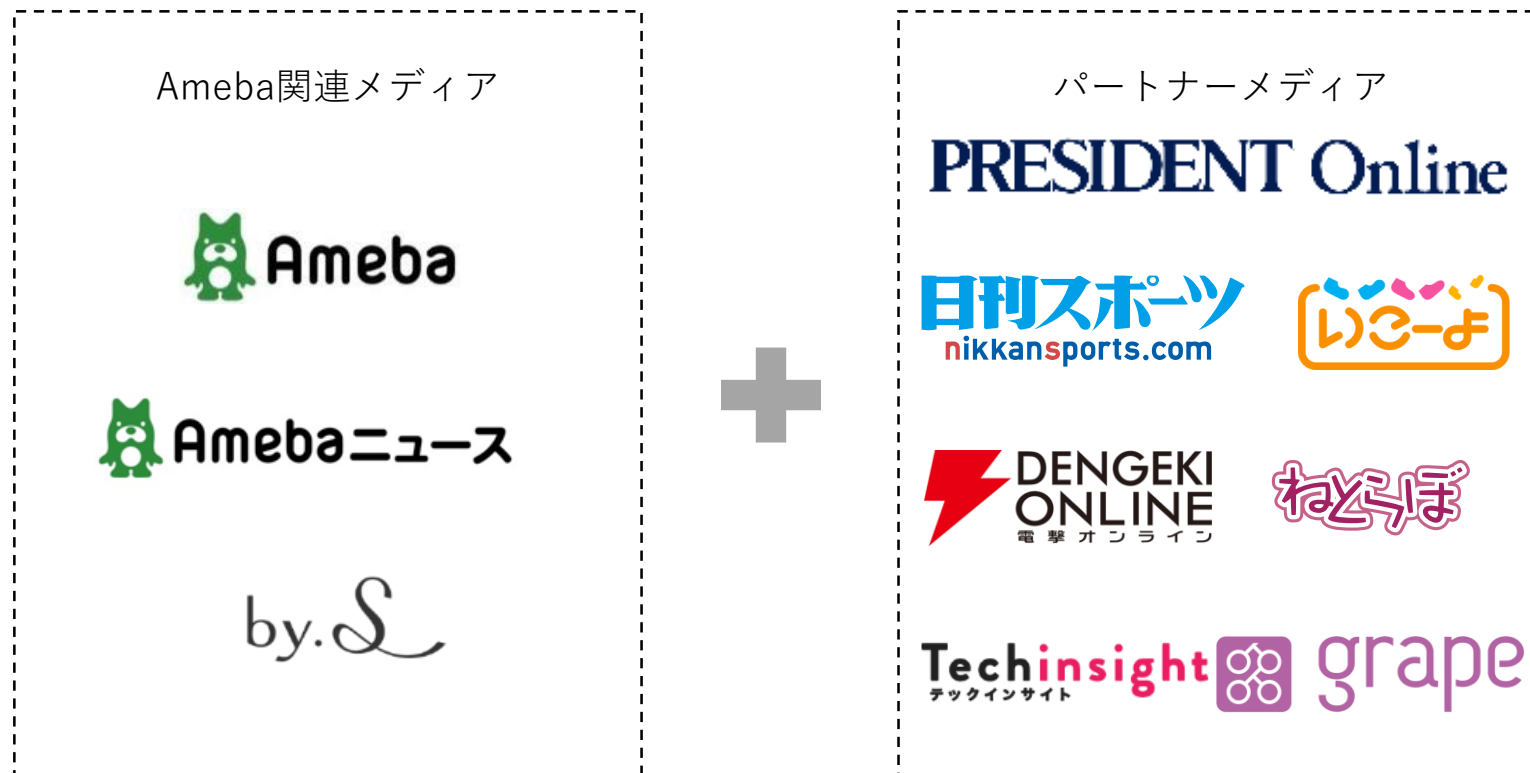 Ameba関連メディア
Ameba
Amebaニュース
by.S
パートナーメディア
PRESIDENT Online
日刊スポーツ
nikkansports.com
いこーよ
DENGEKI
ONLINE
電撃オンライン
ねとらぼ
Techinsight
テックインサイト
grape